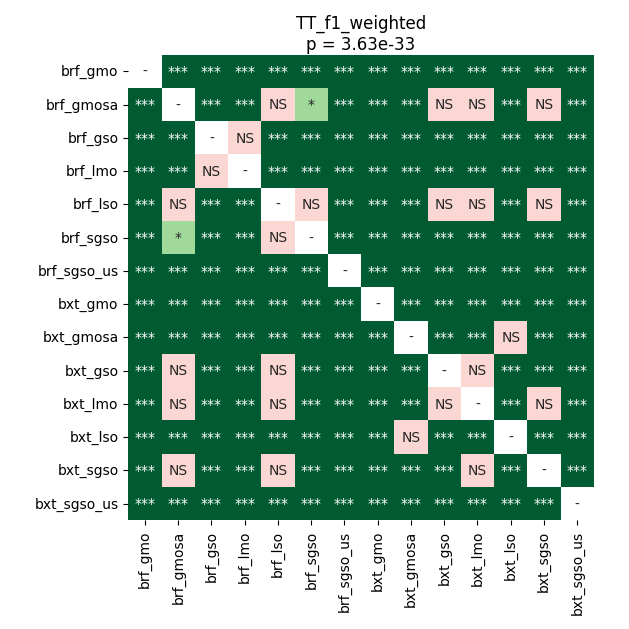 TT_f1_weighted
p = 3.63e-33
brf_gmo - *** *** *** *** *** *** *** *** *** *** *** *** ***
brf_gmosa *** - *** *** NS * *** *** *** NS NS *** NS ***
brf_gso *** *** - NS *** *** *** *** *** *** *** *** *** ***
brf_lmo *** *** NS - *** *** *** *** *** *** *** *** *** ***
brf_lso *** NS *** *** - NS *** *** *** NS NS *** NS ***
brf_sgso *** * *** *** NS - *** *** *** *** *** *** *** ***
brf_sgso_us *** *** *** *** *** *** - *** *** *** *** *** *** ***
bxt_gmo *** *** *** *** *** *** *** - *** *** *** *** *** ***
bxt_gmosa *** *** *** *** *** *** *** *** - *** *** NS *** ***
bxt_gso *** NS *** *** NS *** *** *** *** - NS *** *** ***
bxt_lmo *** NS *** *** NS *** *** *** *** NS - *** NS ***
bxt_lso *** *** *** *** *** *** *** *** NS *** *** - *** ***
bxt_sgso *** NS *** *** NS *** *** *** *** *** NS *** - ***
bxt_sgso_us *** *** *** *** *** *** *** *** *** *** *** *** *** -
brf_gmo brf_gmosa brf_gso brf_lmo brf_lso brf_sgso brf_sgso_us bxt_gmo bxt_gmosa bxt_gso bxt_lmo bxt_lso bxt_sgso bxt_sgso_us